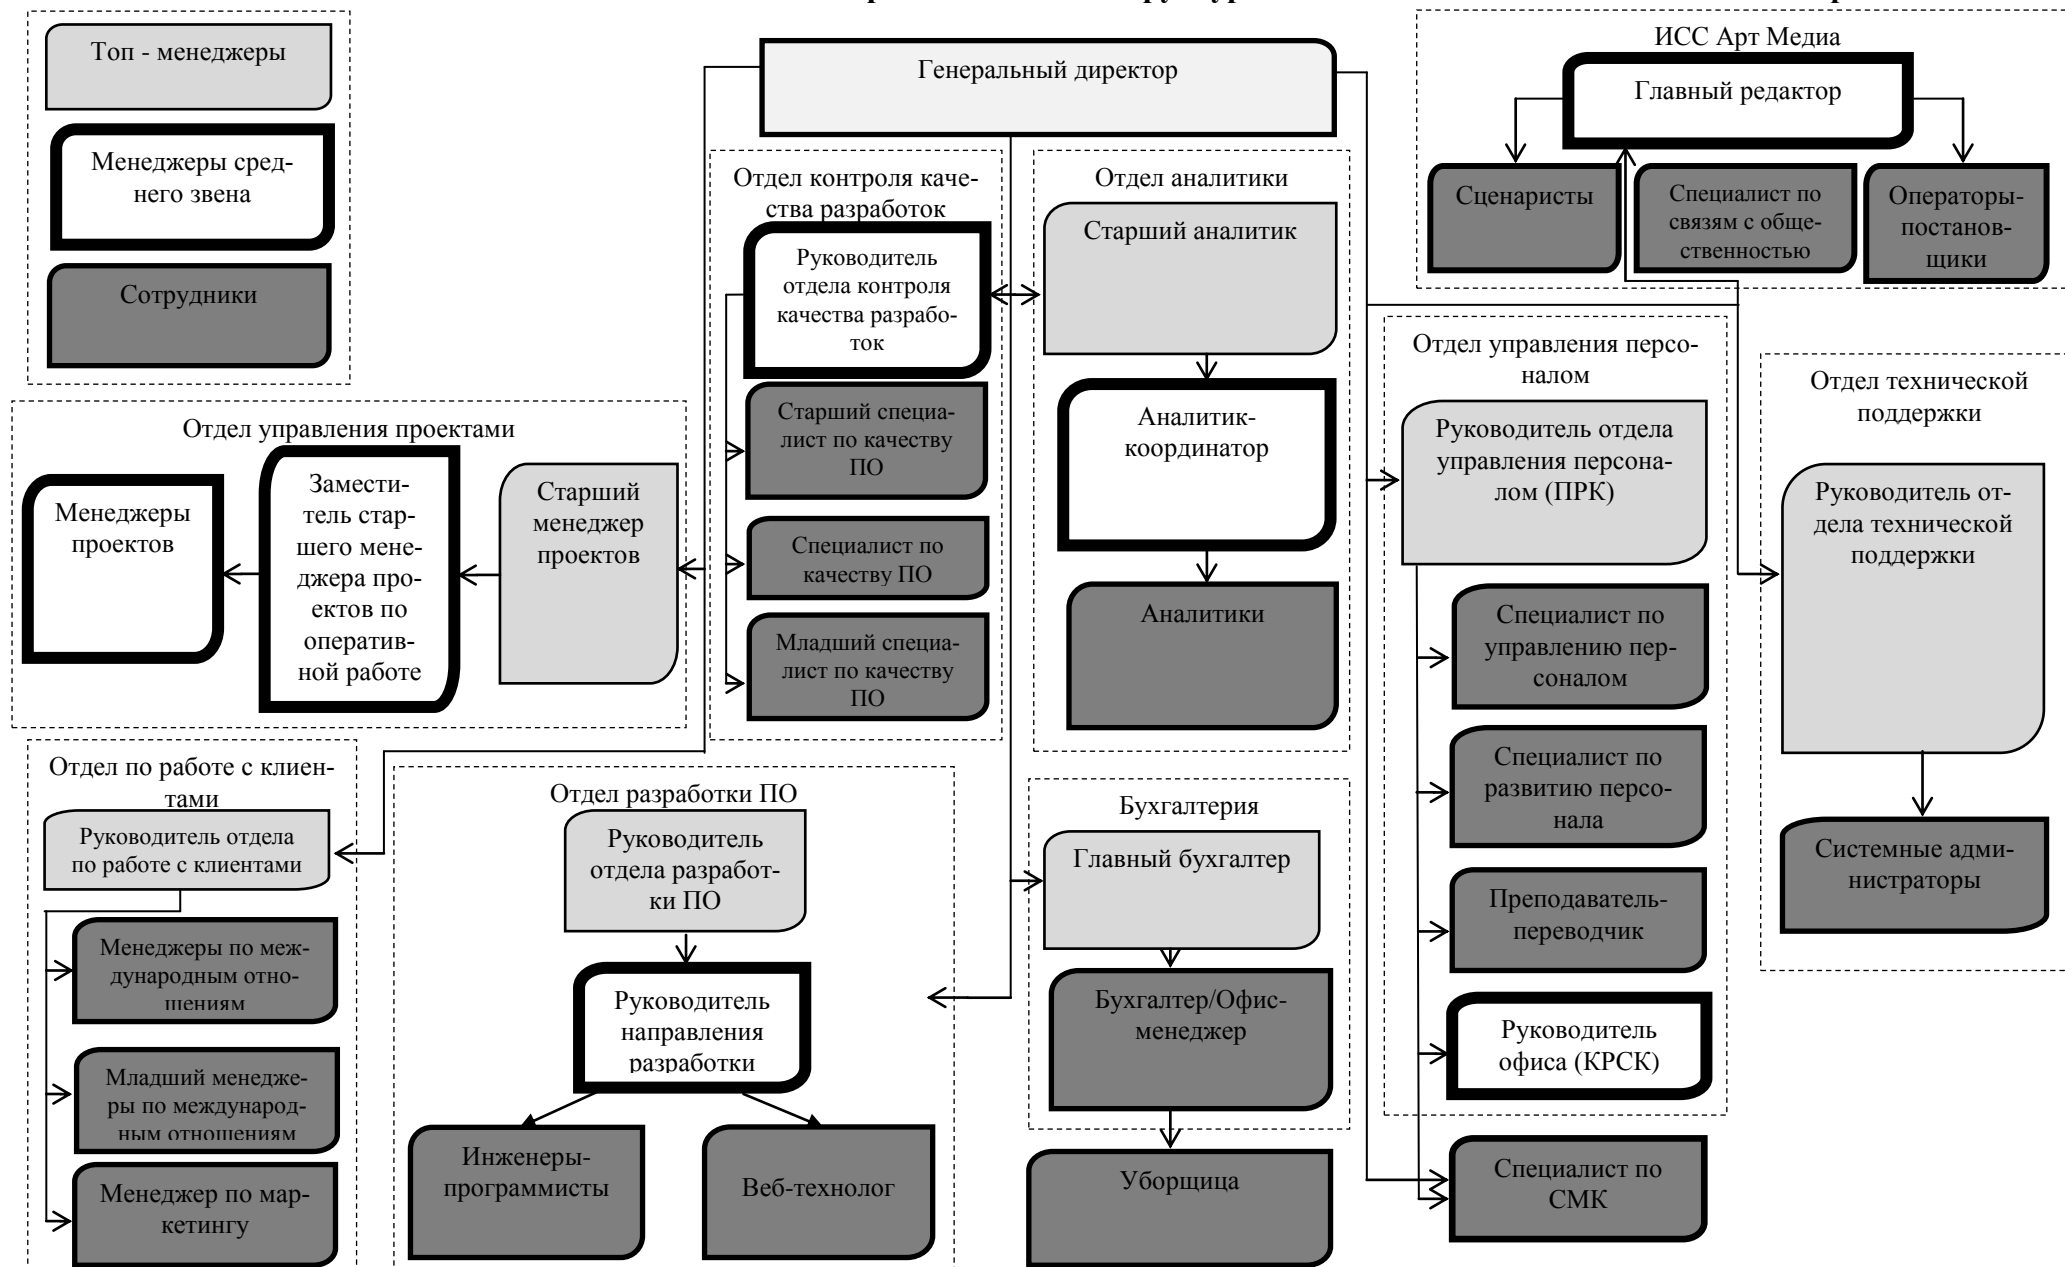 Топ - менеджеры
Менеджеры сред-
него звена
Сотрудники
Генеральный директор
ИСС Арт Медиа
Главный редактор
Сценаристы
Специалист по
связям с обще-
ственностью
Операторы-
постанов-
щики
Отдел контроля каче-
ства разработок
Руководитель
отдела контроля
качества разрабо-
ток
Старший специа-
лист по качеству
ПО
Специалист по
качеству ПО
Младший специа-
лист по качеству
ПО
Отдел аналитики
Старший аналитик
Аналитик-
координатор
Аналитики
Отдел управления персо-
налом
Руководитель отдела
управления персона-
лом (ПРК)
Специалист по
управлению пер-
соналом
Специалист по
развитию персо-
нала
Преподаватель-
переводчик
Руководитель
офиса (КРСК)
Специалист по
СМК
Отдел технической
поддержки
Руководитель от-
дела технической
поддержки
Системные адми-
нистраторы
Отдел управления проектами
Менеджеры
проектов
Замести-
тель стар-
шего мене-
джера про-
ектов по
оператив-
ной работе
Старший
менеджер
проектов
Отдел по работе с клиен-
тами
Руководитель отдела
по работе с клиентами
Менеджеры по меж-
дународным отно-
шениям
Младший менедже-
ры по международ-
ным отношениям
Менеджер по мар-
кетингу
Отдел разработки ПО
Руководитель
отдела разработ-
ки ПО
Руководитель
направления
разработки
Инженеры-
программисты
Веб-технолог
Бухгалтерия
Главный бухгалтер
Бухгалтер/Офис-
менеджер
Уборщица